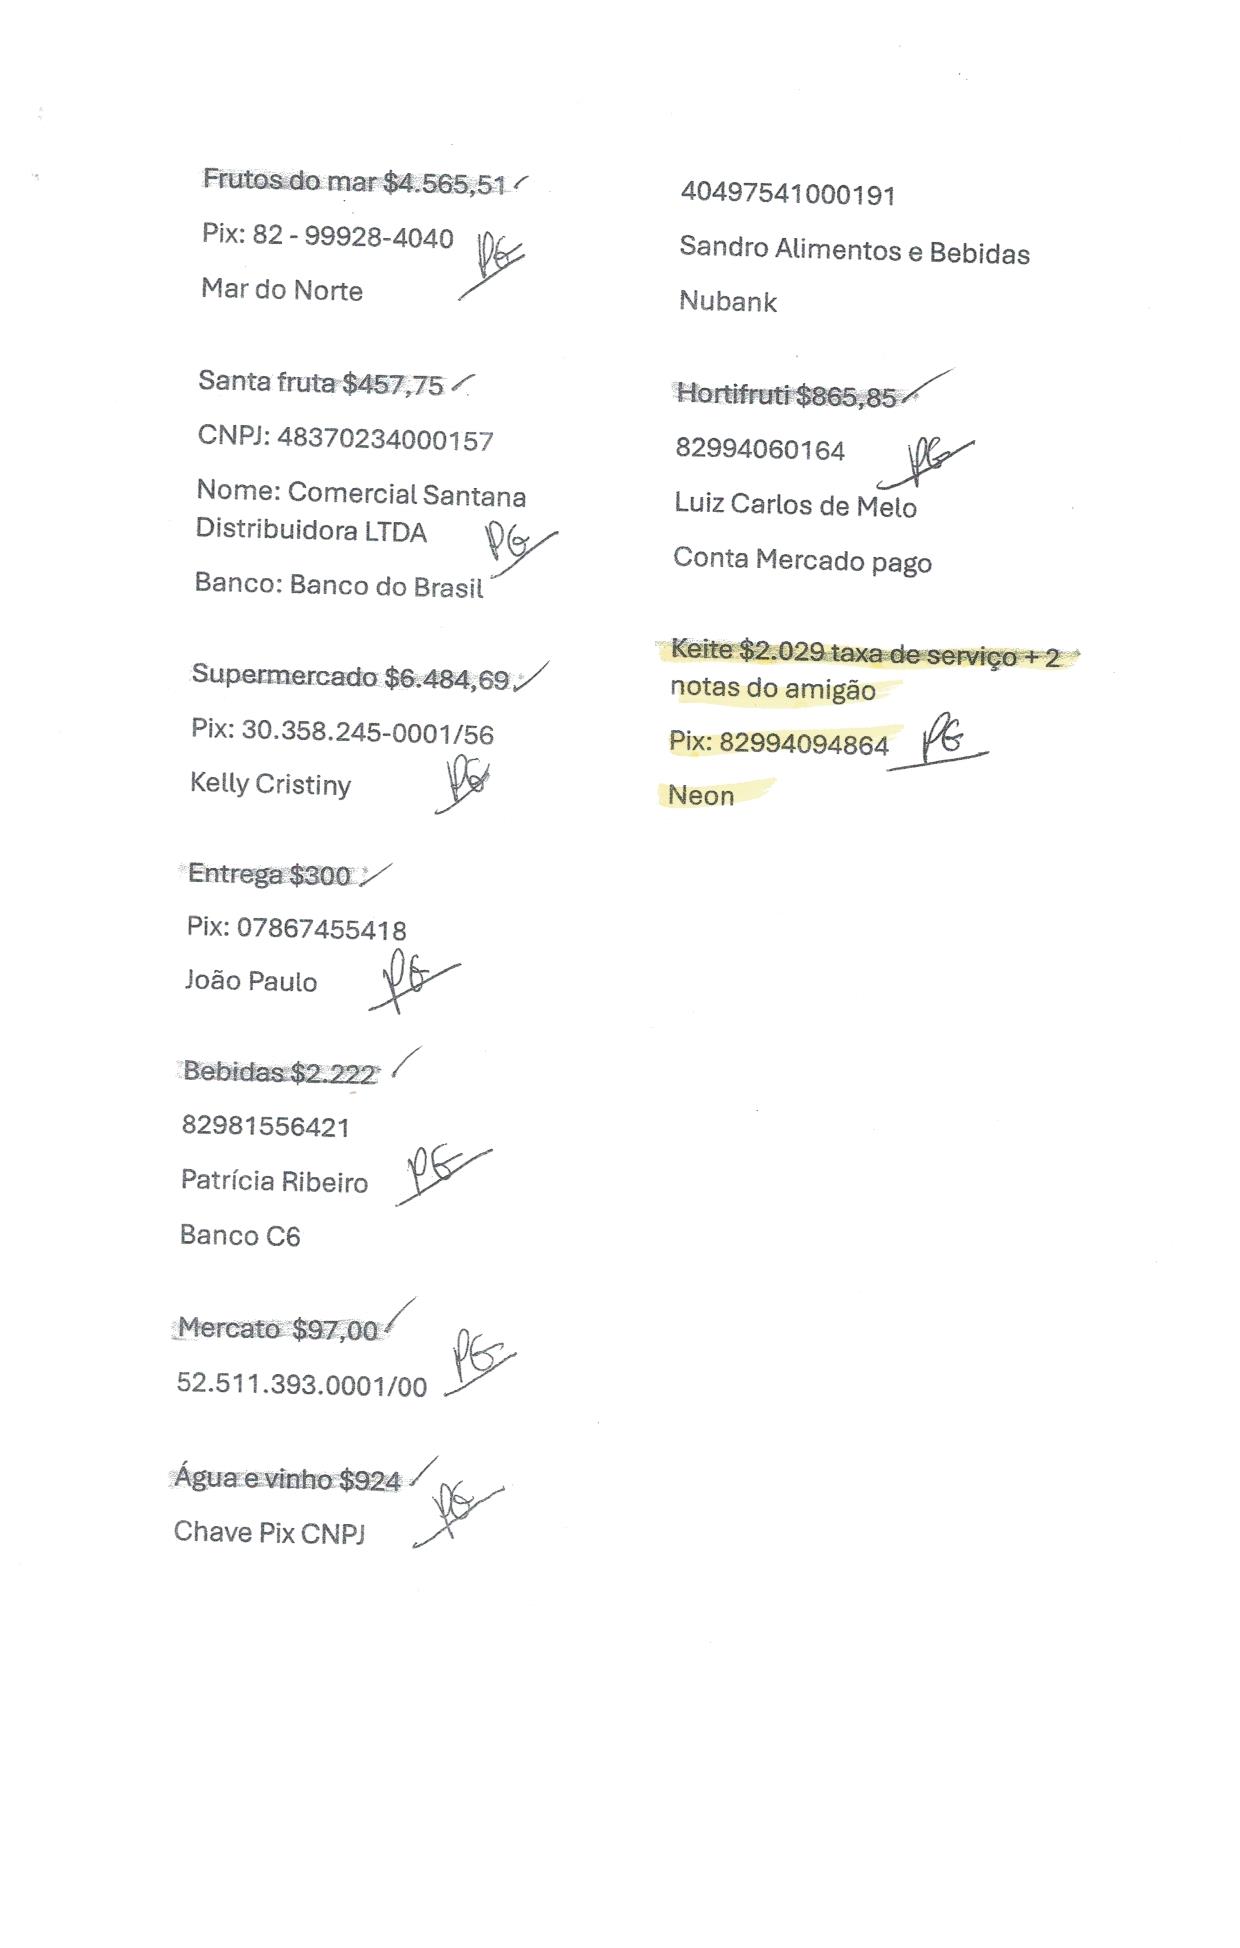 Frutos do mar $4.565,51
Pix: 82 - 99928-4040
PG
Mar do Norte
Santa fruta $457,75
CNPJ: 48370234000157
Nome: Comercial Santana
Distribuidora LTDA
PG
Banco: Banco do Brasil
Supermercado $6.484,69
Pix: 30.358.245-0001/56
Kelly Cristiny
PG
Entrega $300
Pix: 07867455418
João Paulo
PG
Bebidas $2.222
82981556421
Patrícia Ribeiro
PG
Banco C6
Mercato $97,00
PG
52.511.393.0001/00
Água e vinho $924
PG
Chave Pix CNPJ
40497541000191
Sandro Alimentos e Bebidas
Nubank
Hortifruti $865,85
82994060164
PG
Luiz Carlos de Melo
Conta Mercado pago
Keite $2.029 taxa de serviço + 2
notas do amigão
Pix: 82994094864
PG
Neon